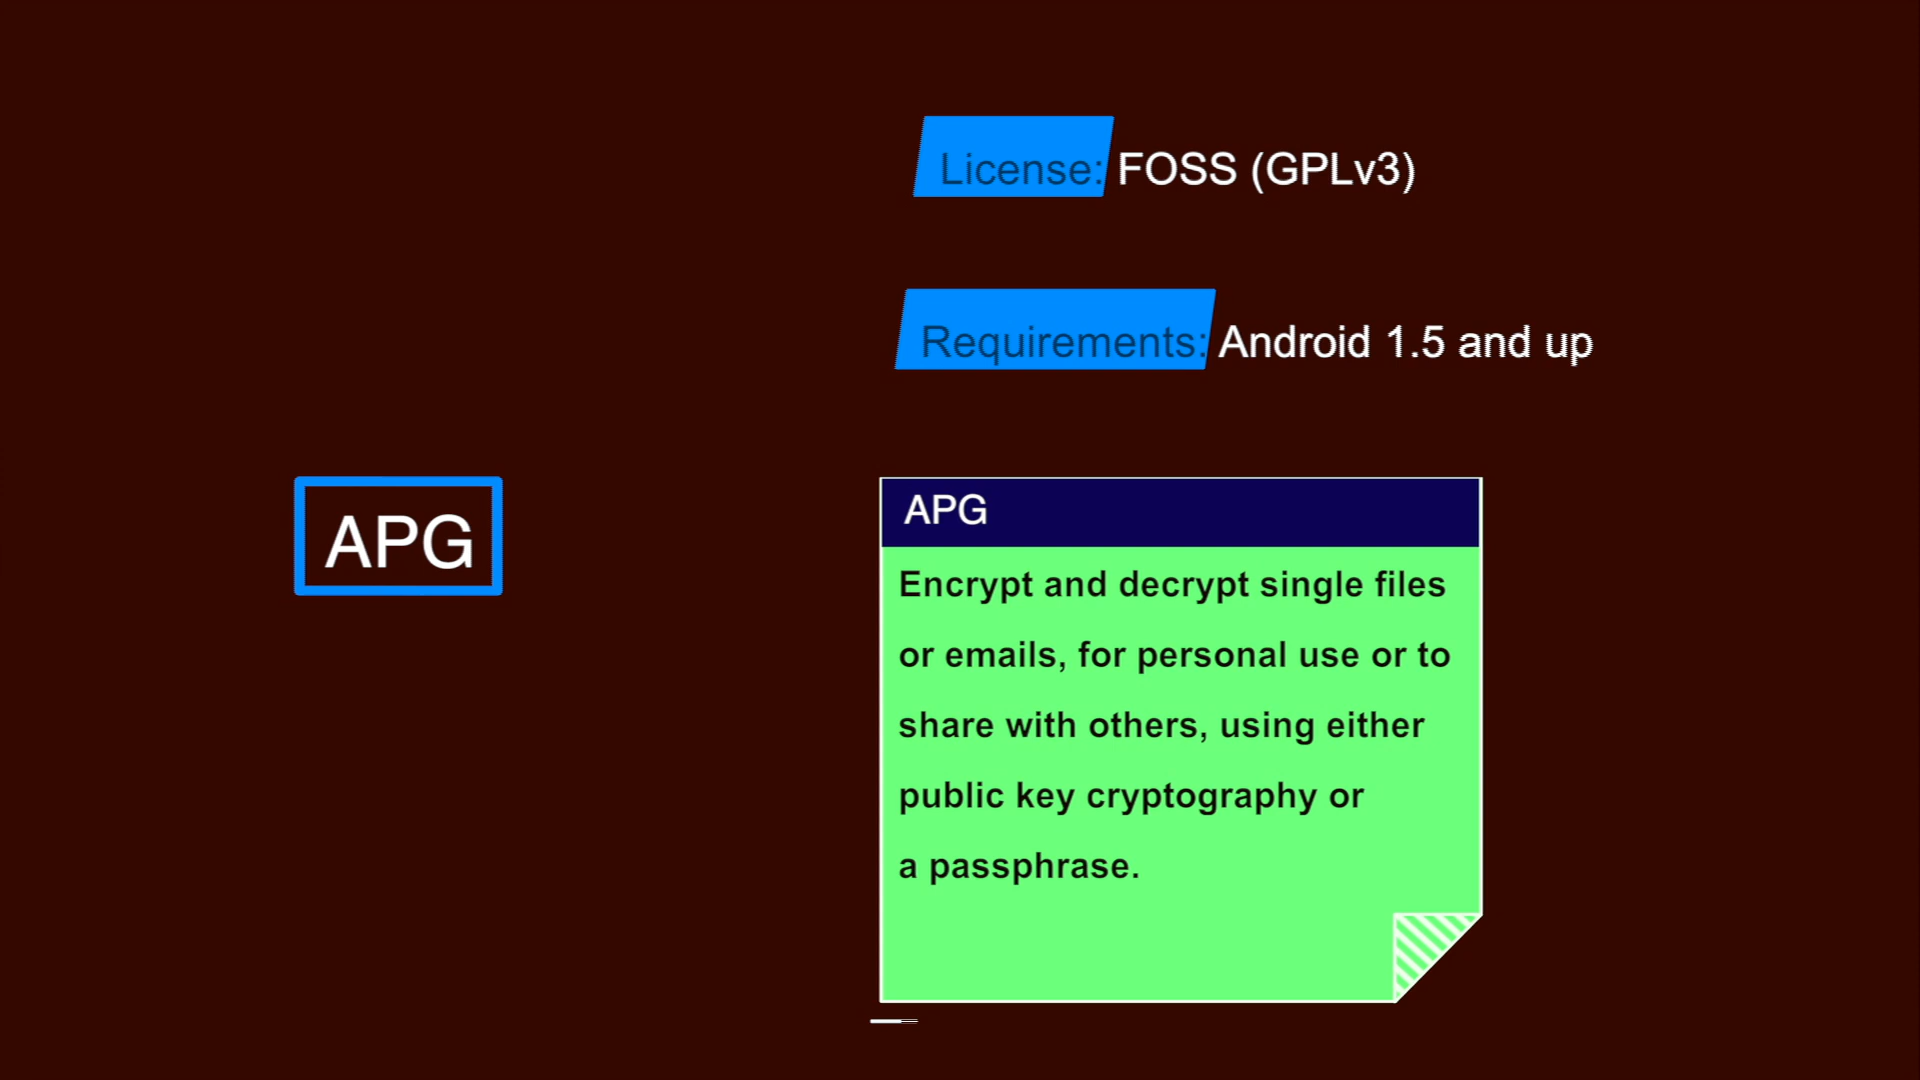 License: FOSS (GPLv3)
Requirements: Android 1.5 and up
APG
APG
Encrypt and decrypt single files
or emails, for personal use or to
share with others, using either
public key cryptography or
a passphrase.